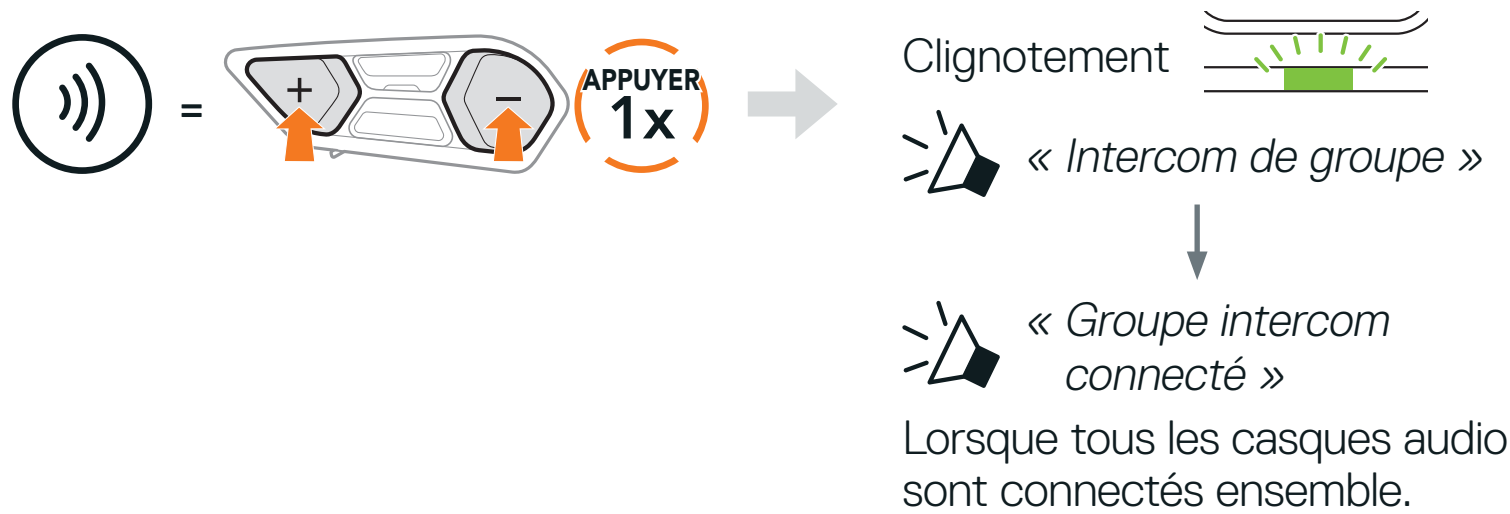 =
+
–
APPUYER
1x
Clignotement
« Intercom de groupe »
« Groupe intercom
connecté »
Lorsque tous les casques audio
sont connectés ensemble.